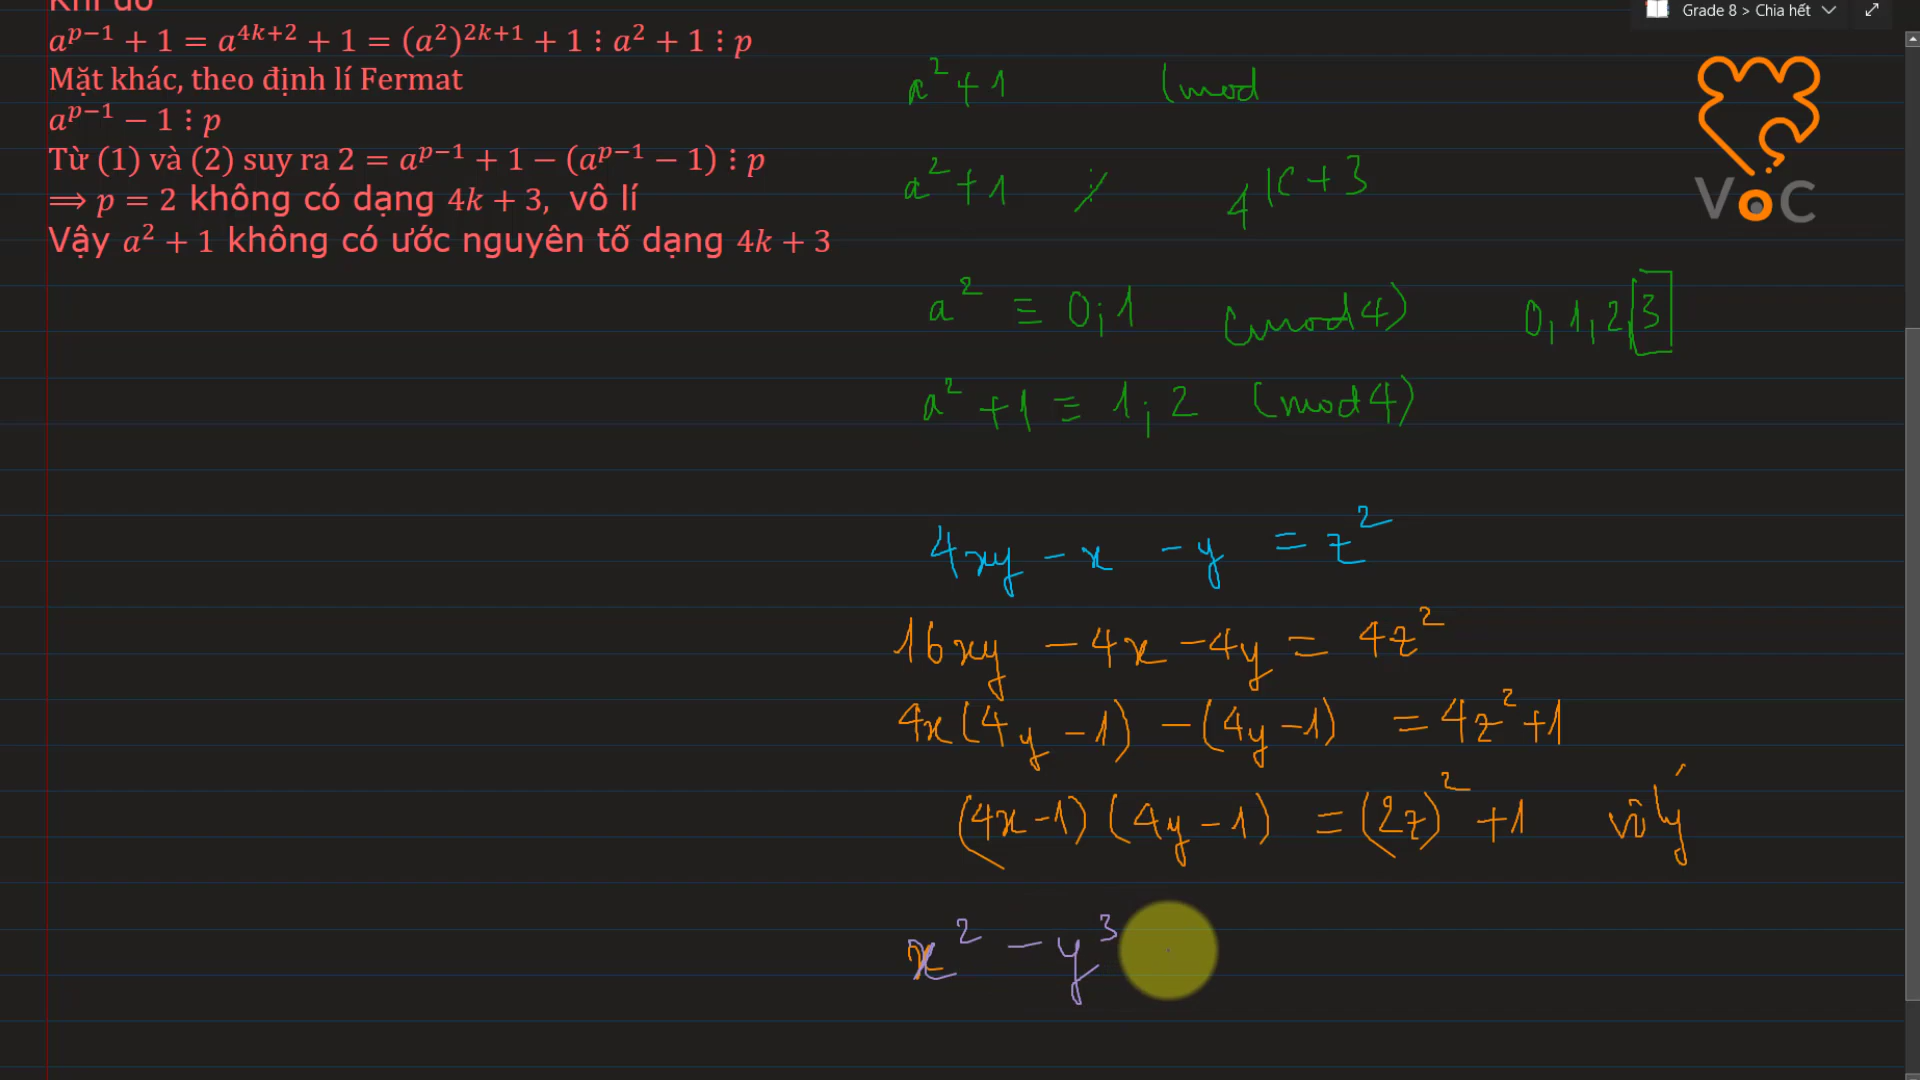 Khi đó
a^{p−1} + 1 = a^{4k+2} + 1 = (a²)^{2k+1} + 1 ⋮ a² + 1 ⋮ p
Mặt khác, theo định lí Fermat
a^{p−1} − 1 ⋮ p
Từ (1) và (2) suy ra 2 = a^{p−1} + 1 − (a^{p−1} − 1) ⋮ p
⟹ p = 2 không có dạng 4k + 3, vô lí
Vậy a² + 1 không có ước nguyên tố dạng 4k + 3
Grade 8 > Chia hết
VOC
x² + 1 (mod
a² + 1 ⋮̸ 4k + 3
a² ≡ 0; 1 (mod 4) 0, 1, 2, 3
a² + 1 ≡ 1; 2 (mod 4)
4xy − x − y = z²
16xy − 4x − 4y = 4z²
4x(4y − 1) − (4y − 1) = 4z² + 1
(4x − 1)(4y − 1) = (2z)² + 1 vô lý
x² − y³